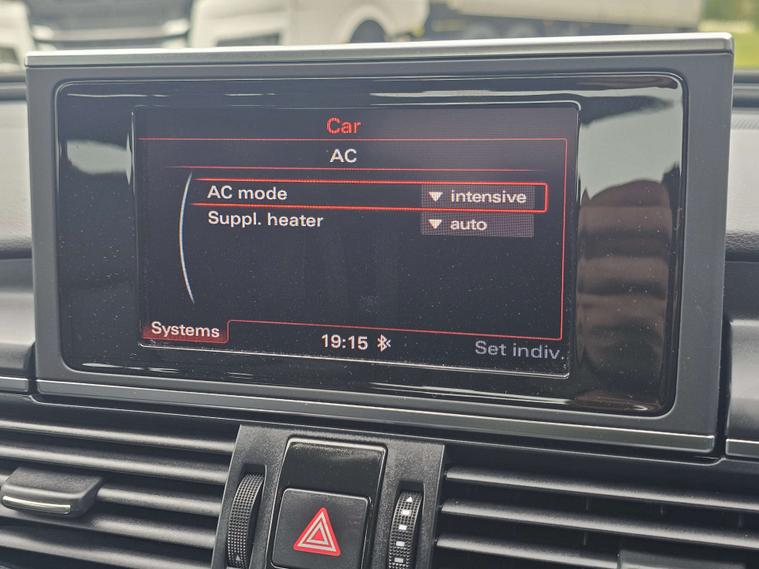 Car
AC
AC mode intensive
Suppl. heater auto
Systems 19:15 Set indiv.